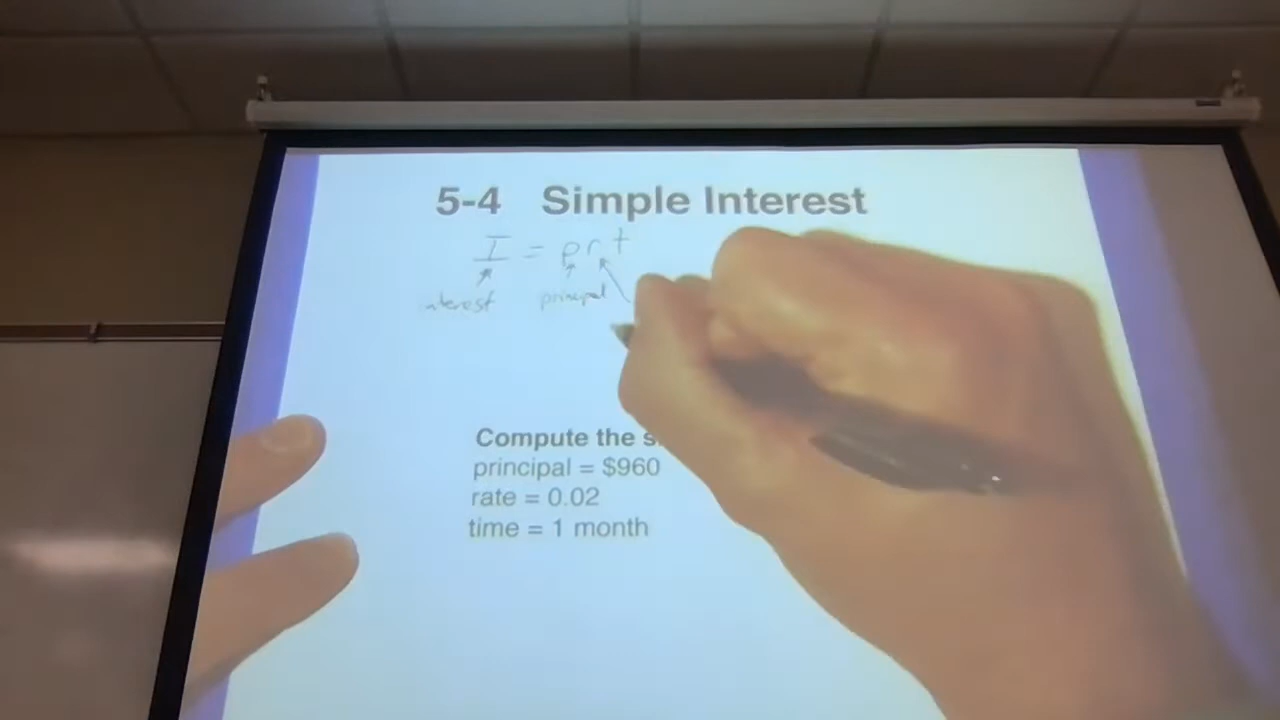 5-4 Simple Interest
I = prt
interest principal
Compute the
principal = $960
rate = 0.02
time = 1 month